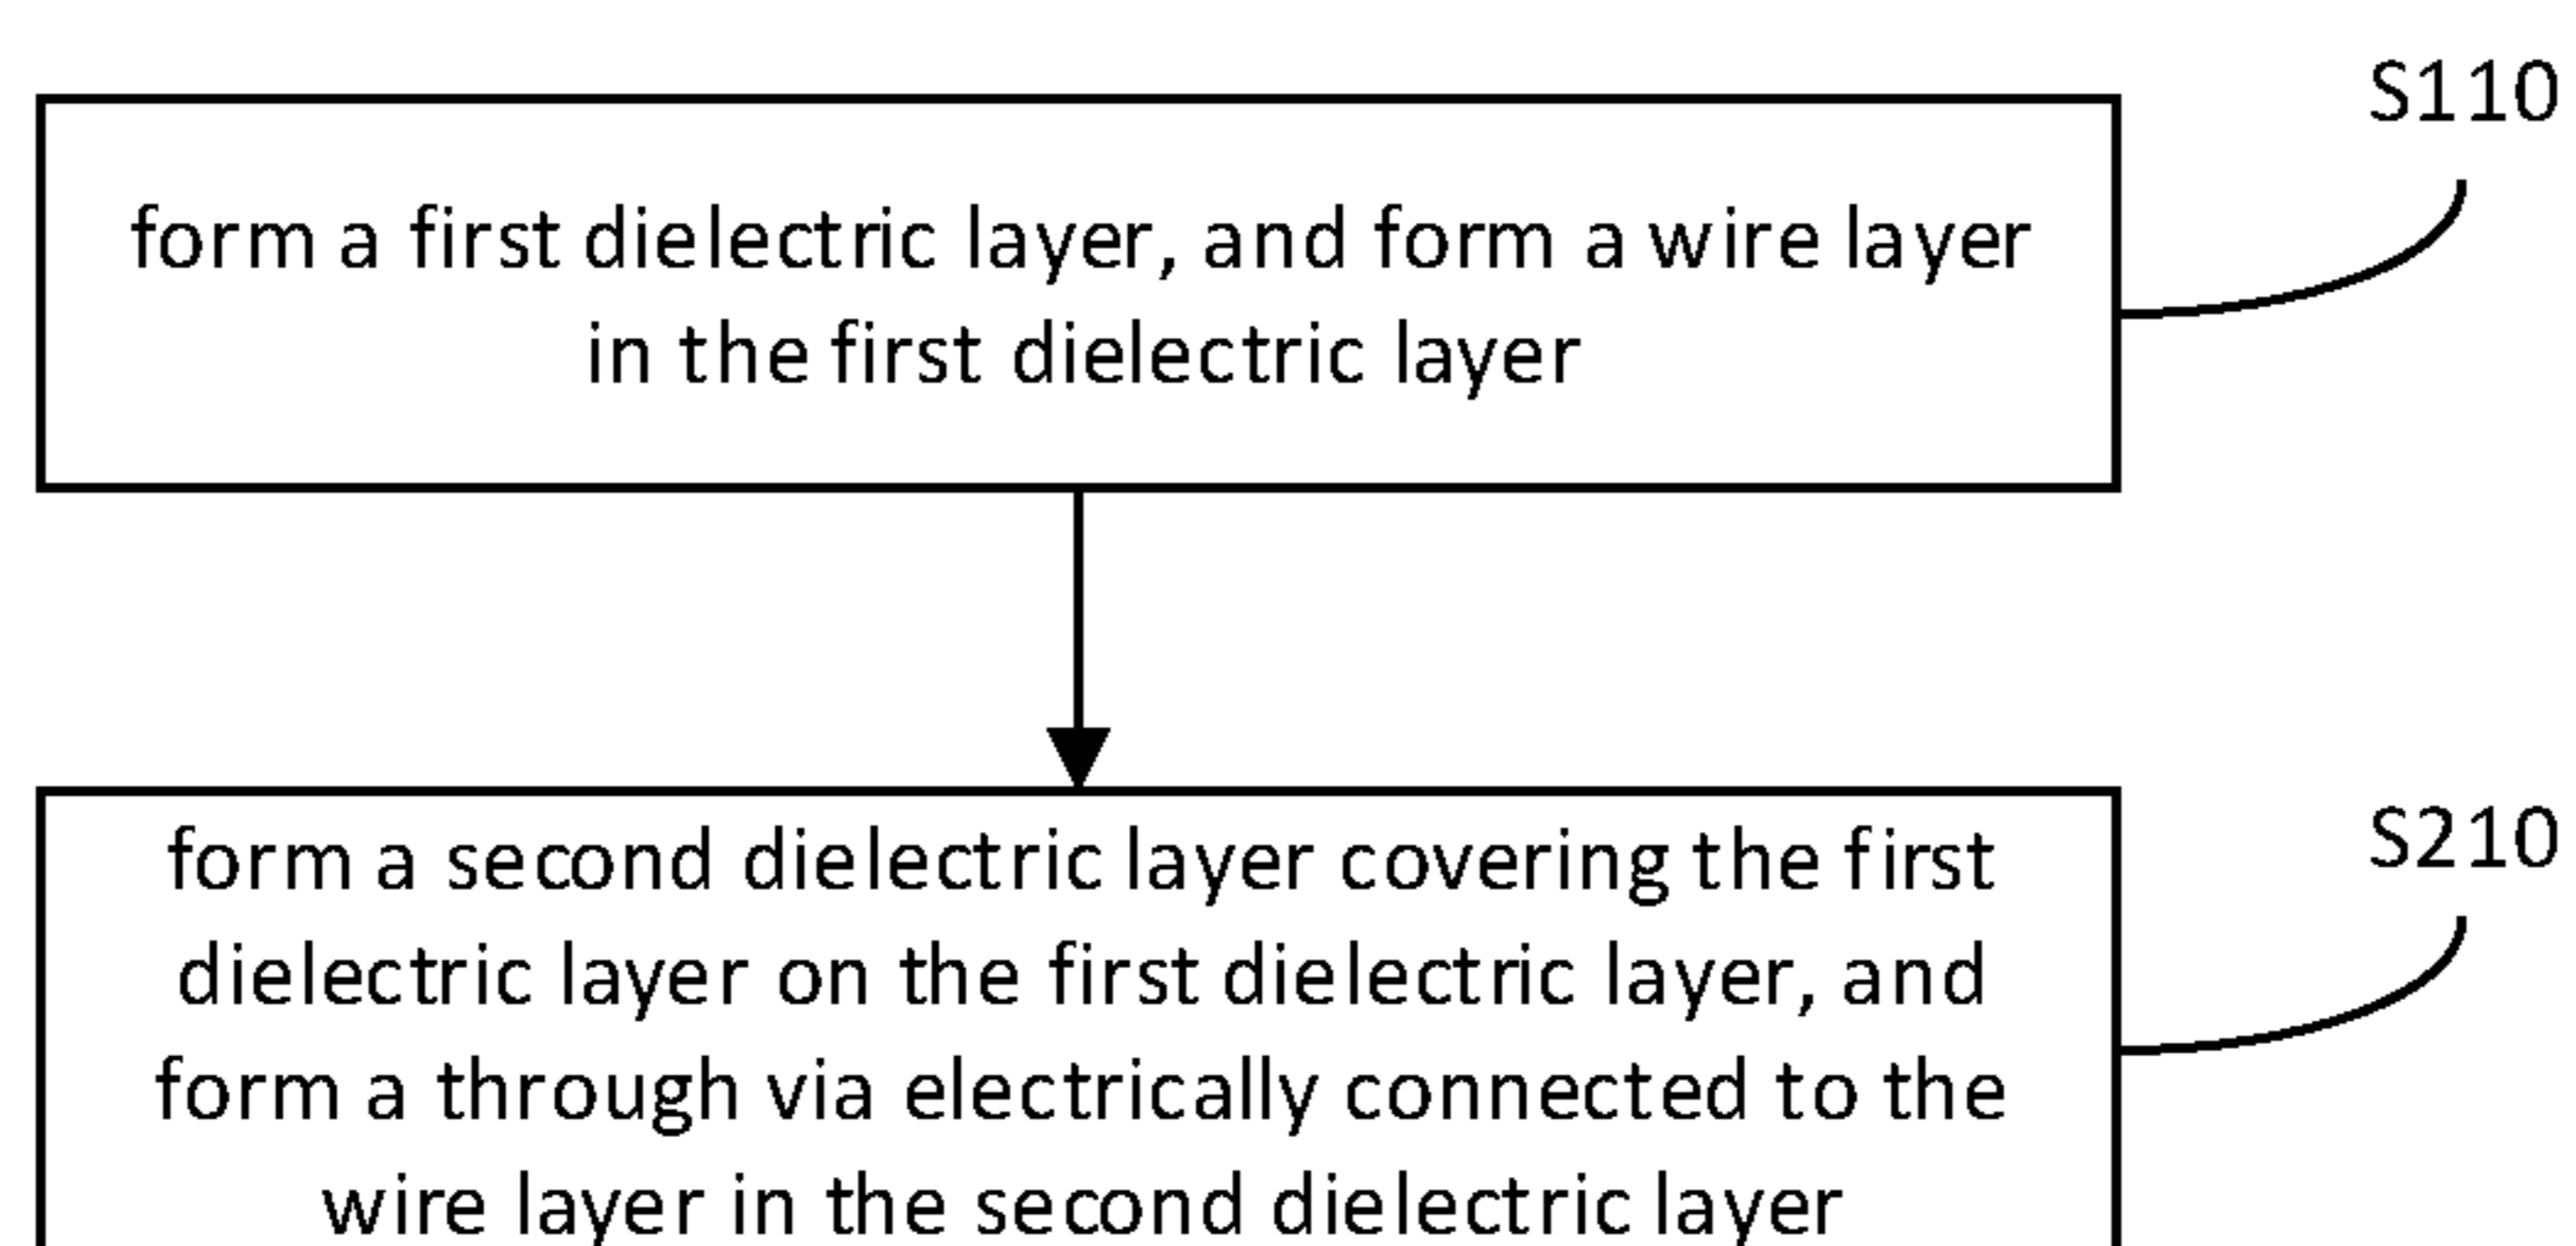 S110
form a first dielectric layer, and form a wire layer
in the first dielectric layer
S210
form a second dielectric layer covering the first
dielectric layer on the first dielectric layer, and
form a through via electrically connected to the
wire layer in the second dielectric layer